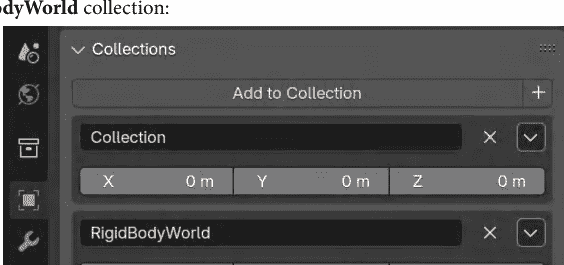 odyWorld collection:
Collections
Add to Collection +
Collection
X 0 m Y 0 m Z 0 m
RigidBodyWorld